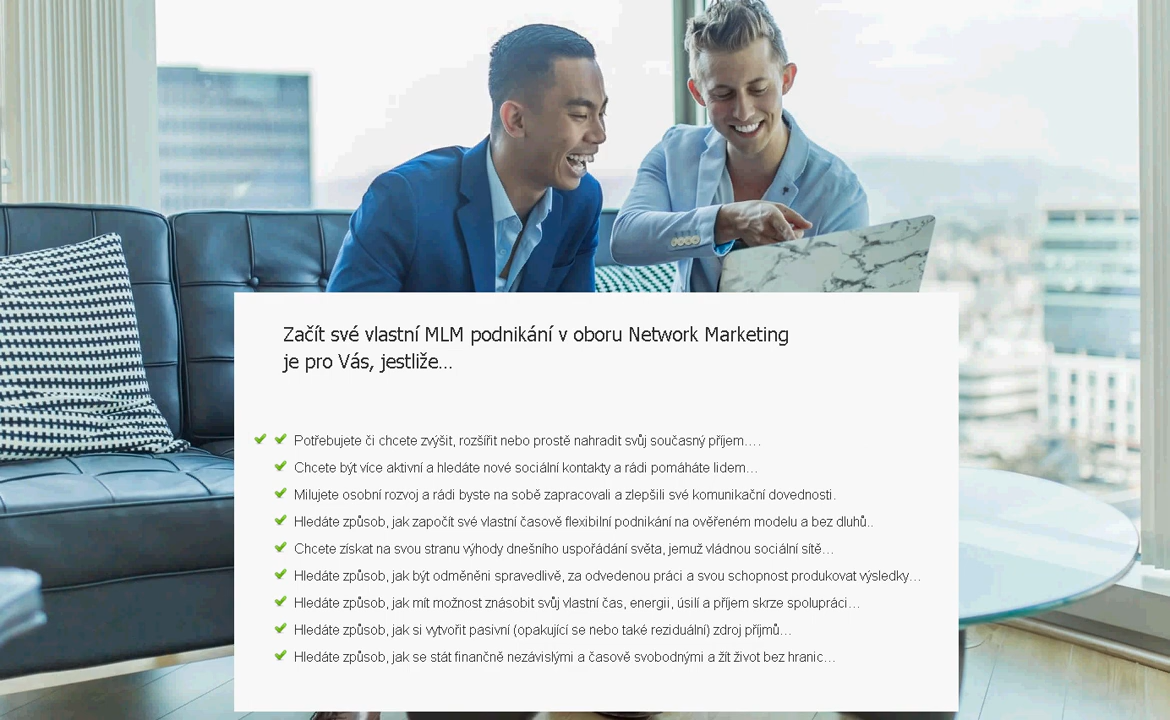 Začít své vlastní MLM podnikání v oboru Network Marketing
je pro Vás, jestliže...
Potřebujete či chcete zvýšit, rozšířit nebo prostě nahradit svůj současný příjem....
Chcete být více aktivní a hledáte nové sociální kontakty a rádi pomáháte lidem...
Milujete osobní rozvoj a rádi byste na sobě zapracovali a zlepšili své komunikační dovednosti.
Hledáte způsob, jak započít své vlastní časově flexibilní podnikání na ověřeném modelu a bez dluhů..
Chcete získat na svou stranu výhody dnešního uspořádání světa, jemuž vládnou sociální sítě...
Hledáte způsob, jak být odměněni spravedlivě, za odvedenou práci a svou schopnost produkovat výsledky...
Hledáte způsob, jak mít možnost znásobit svůj vlastní čas, energii, úsilí a příjem skrze spolupráci...
Hledáte způsob, jak si vytvořit pasivní (opakující se nebo také reziduální) zdroj příjmů...
Hledáte způsob, jak se stát finančně nezávislými a časově svobodnými a žít život bez hranic...